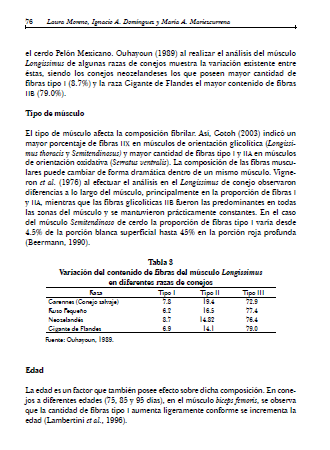 76 Laura Moreno, Ignacio A. Domínguez y María A. Mariezcurrena
el cerdo Pelón Mexicano. Ouhayoun (1989) al realizar el análisis del músculo
Longissimus de algunas razas de conejos muestra la variación existente entre
éstas, siendo los conejos neozelandeses los que poseen mayor cantidad de
fibras tipo I (8.7%) y la raza Gigante de Flandes el mayor contenido de fibras
IIB (79.0%).
Tipo de músculo
El tipo de músculo afecta la composición fibrilar. Así, Gotoh (2003) indicó un
mayor porcentaje de fibras IIX en músculos de orientación glicolítica (Longissi-
mus thoracis y Semitendinosus) y mayor cantidad de fibras tipo I y IIA en músculos
de orientación oxidativa (Serratus ventralis). La composición de las fibras muscu-
lares puede cambiar de forma dramática dentro de un mismo músculo. Vigne-
ron et al. (1976) al efectuar el análisis en el Longissimus de conejo observaron
diferencias a lo largo del músculo, principalmente en la proporción de fibras I
y IIA, mientras que las fibras glicolíticas IIB fueron las predominantes en todas
las zonas del músculo y se mantuvieron prácticamente constantes. En el caso
del músculo Semitendinoso de cerdo la proporción de fibras tipo I varía desde
4.5% de la porción blanca superficial hasta 45% en porción roja profunda
(Beermann, 1990).
Tabla 3
Variación del contenido de fibras del músculo Longissimus
en diferentes razas de conejos
Raza Tipo I Tipo II Tipo III
Garennes (Conejo salvaje) 7.8 19.4 72.9
Ruso Pequeño 6.2 16.5 77.4
Neozelandés 8.7 14.82 76.4
Gigante de Flandes 6.9 14.1 79.0
Fuente: Ouhayoun, 1989.
Edad
La edad es un factor que también posee efecto sobre dicha composición. En cone-
jos a diferentes edades (75, 85 y 95 días), en el músculo biceps femoris, se observa
que la cantidad de fibras tipo I aumenta ligeramente conforme se incrementa la
edad (Lambertini et al., 1996).